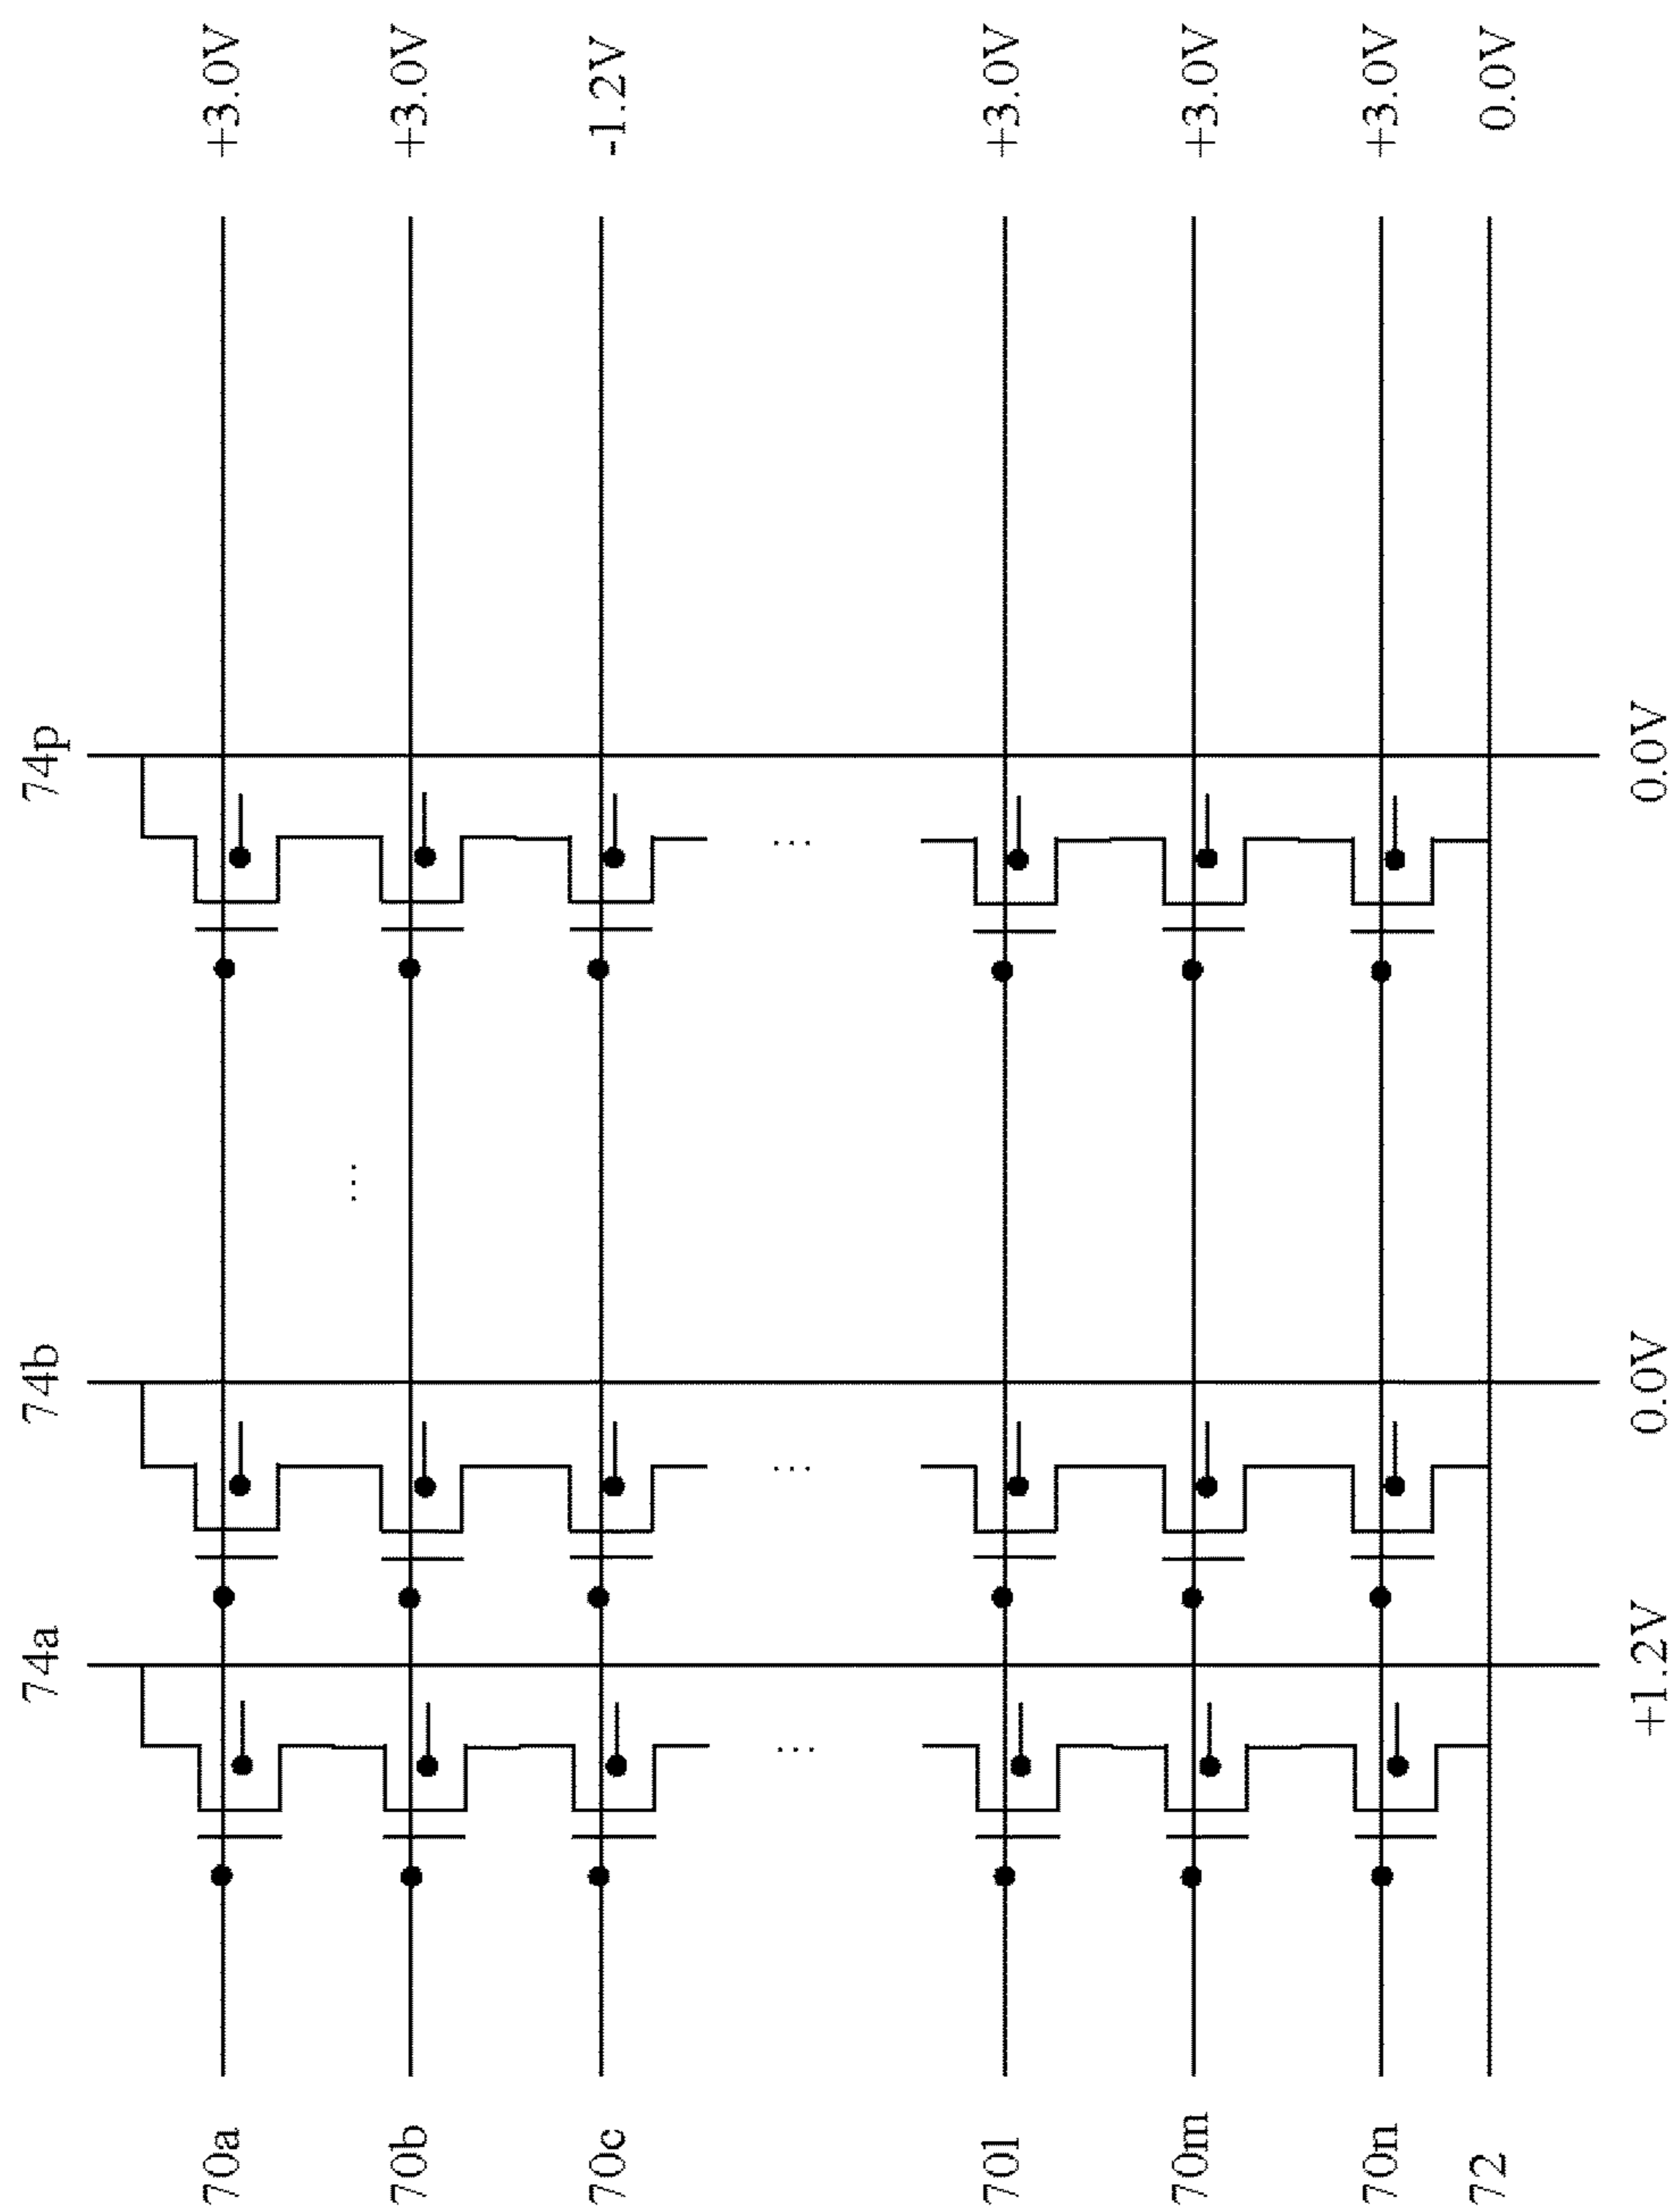 74a 74b 74p
70a +3.0V
...
70b +3.0V
70c -1.2V
... ... ...
70l +3.0V
70m +3.0V
70n +3.0V
72 0.0V
+1.2V 0.0V 0.0V